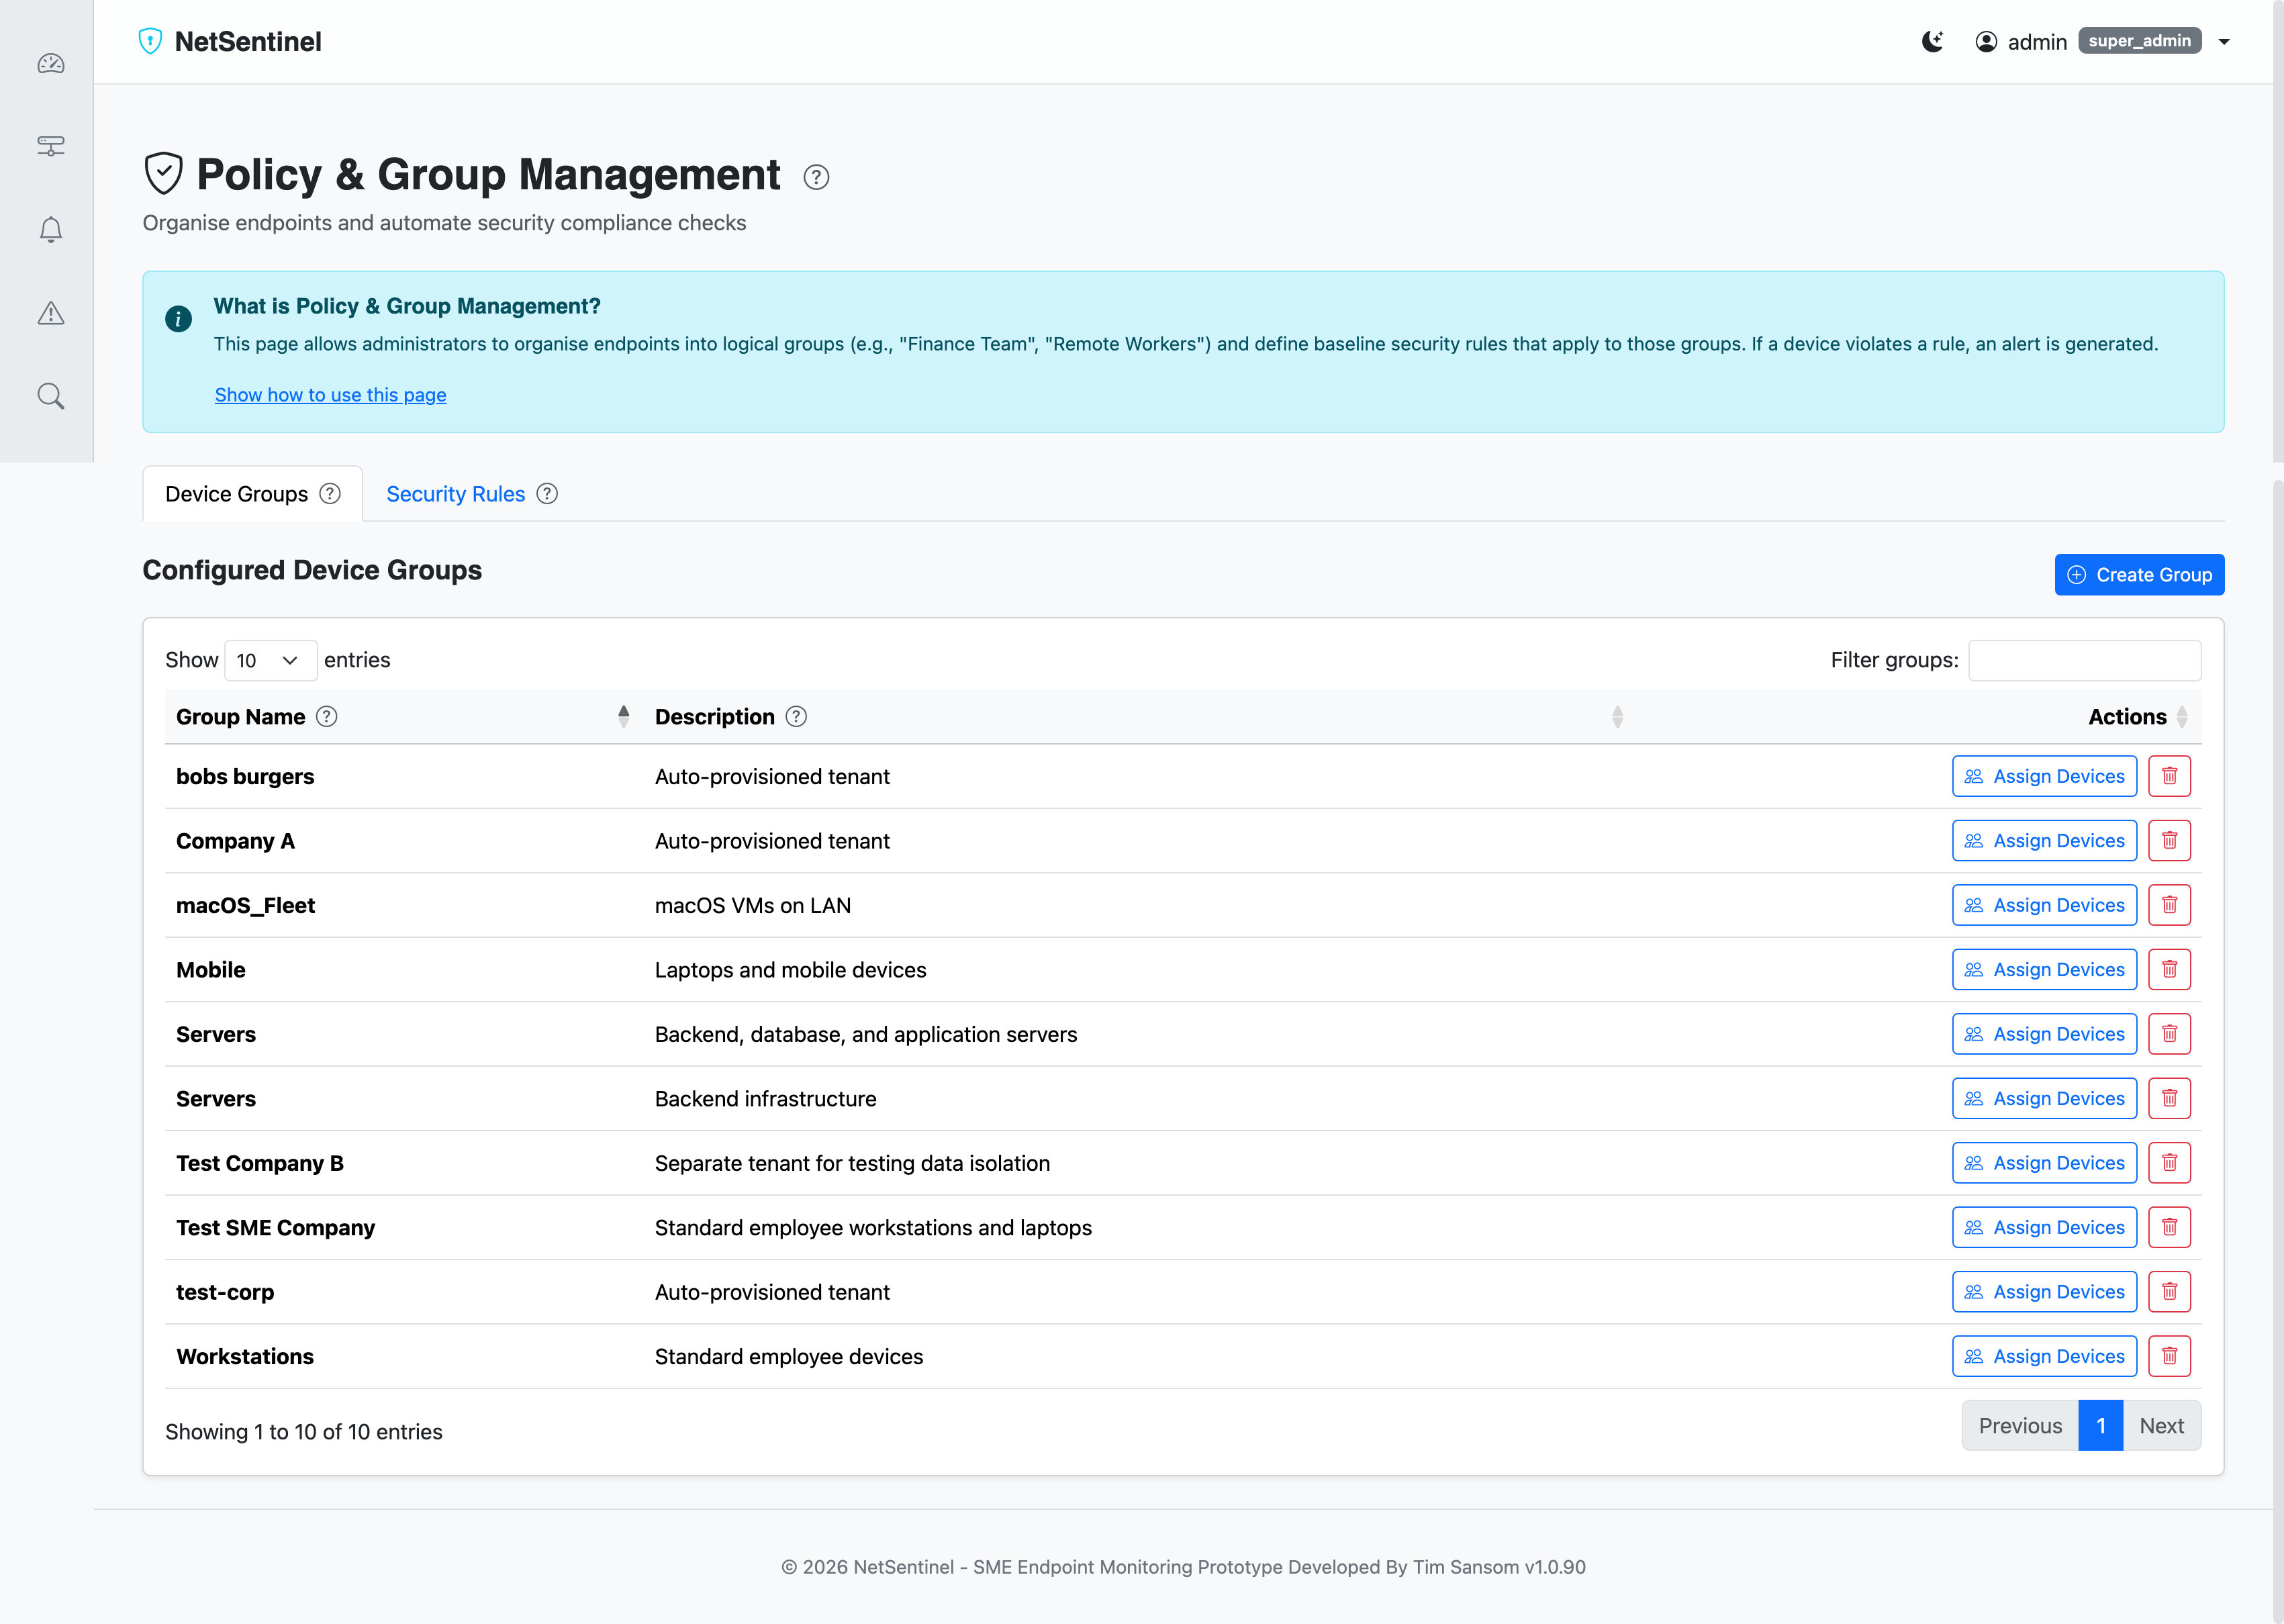 NetSentinel
admin super_admin
Policy & Group Management
Organise endpoints and automate security compliance checks
What is Policy & Group Management?
This page allows administrators to organise endpoints into logical groups (e.g., "Finance Team", "Remote Workers") and define baseline security rules that apply to those groups. If a device violates a rule, an alert is generated.
Show how to use this page
Device Groups Security Rules
Configured Device Groups Create Group
Show 10 entries Filter groups:
Group Name Description Actions
bobs burgers Auto-provisioned tenant Assign Devices
Company A Auto-provisioned tenant Assign Devices
macOS_Fleet macOS VMs on LAN Assign Devices
Mobile Laptops and mobile devices Assign Devices
Servers Backend, database, and application servers Assign Devices
Servers Backend infrastructure Assign Devices
Test Company B Separate tenant for testing data isolation Assign Devices
Test SME Company Standard employee workstations and laptops Assign Devices
test-corp Auto-provisioned tenant Assign Devices
Workstations Standard employee devices Assign Devices
Showing 1 to 10 of 10 entries Previous 1 Next
© 2026 NetSentinel - SME Endpoint Monitoring Prototype Developed By Tim Sansom v1.0.90